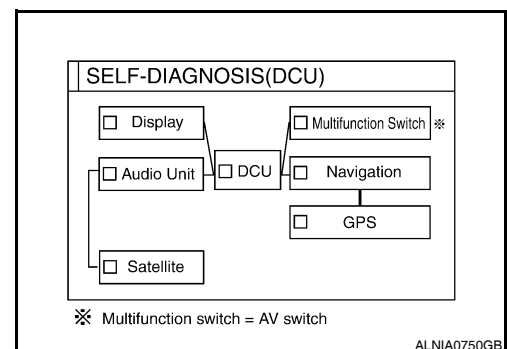 SELF-DIAGNOSIS(DCU)
Display
Multifunction Switch ※
Audio Unit
DCU
Navigation
GPS
Satellite
※ Multifunction switch = AV switch
ALNIA0750GB